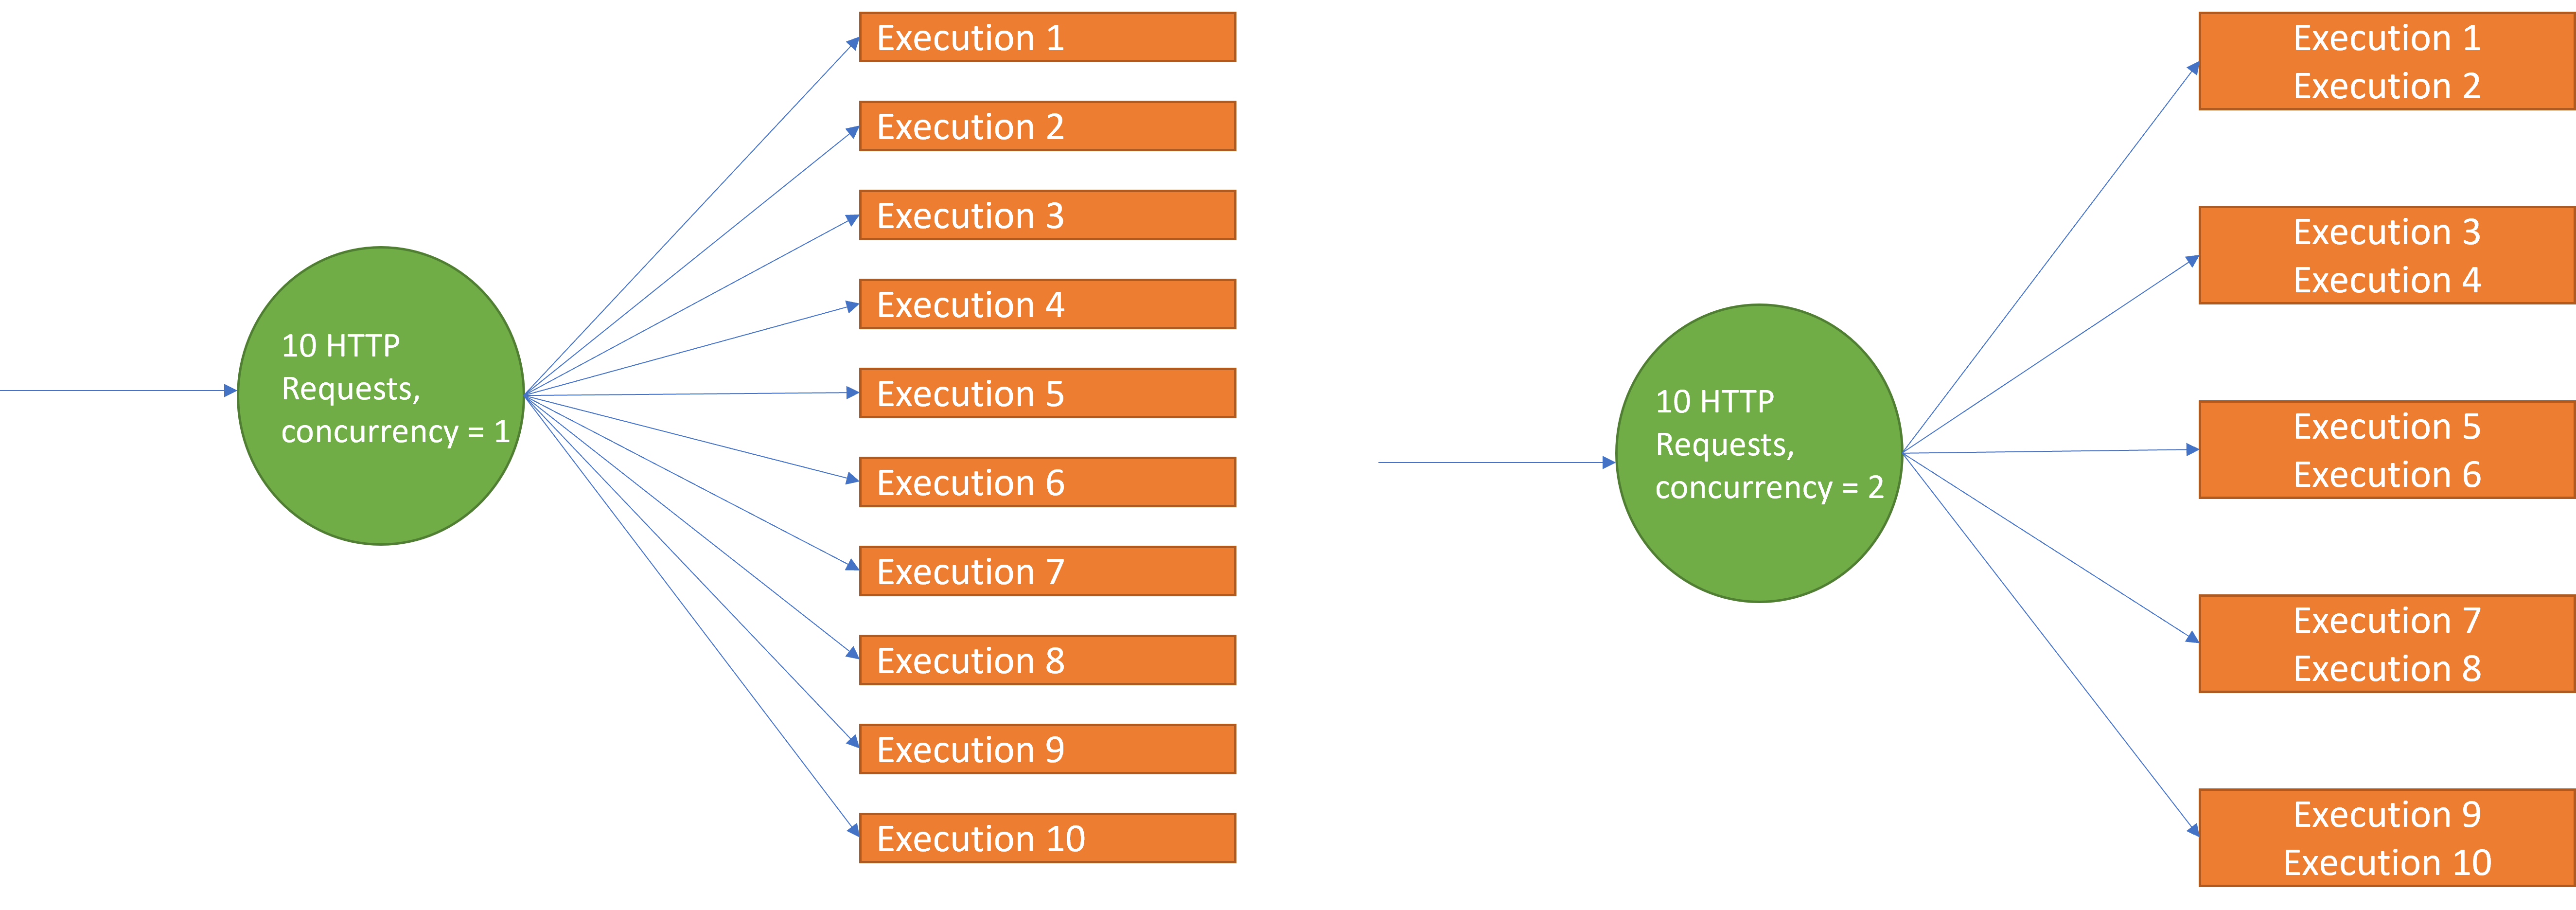 10 HTTP
Requests,
concurrency = 1
Execution 1
Execution 2
Execution 3
Execution 4
Execution 5
Execution 6
Execution 7
Execution 8
Execution 9
Execution 10
10 HTTP
Requests,
concurrency = 2
Execution 1
Execution 2
Execution 3
Execution 4
Execution 5
Execution 6
Execution 7
Execution 8
Execution 9
Execution 10